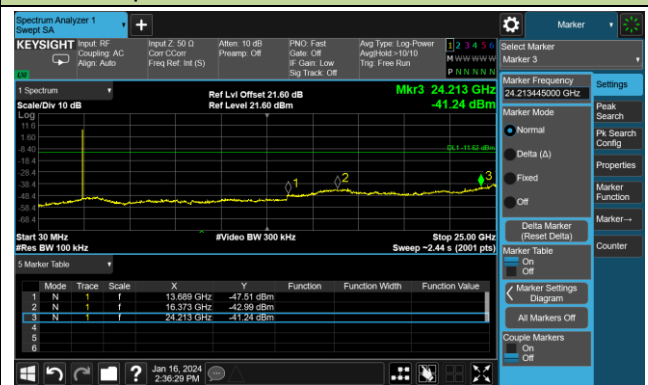 Spectrum Analyzer 1
Swept SA
+
Marker
KEYSIGHT
Input: RF
Coupling: AC
Align: Auto
Input Z: 50 Ω
Corr CCorr
Freq Ref: Int (S)
Atten: 10 dB
Preamp: Off
PNO: Fast
Gate: Off
IF Gain: Low
Sig Track: Off
Avg Type: Log-Power
Avg|Hold:>10/10
Trig: Free Run
1 2 3 4 5 6
M W W W W W
P N N N N N
LXI
Select Marker
Marker 3
1 Spectrum
Scale/Div 10 dB
Log
Ref Lvl Offset 21.60 dB
Ref Level 21.60 dBm
Mkr3 24.213 GHz
-41.24 dBm
11.6
1.60
-8.40
-18.4
-28.4
-38.4
-48.4
-58.4
-68.4
DL1 -11.62 dBm
1
2
3
Start 30 MHz
#Res BW 100 kHz
#Video BW 300 kHz
Stop 25.00 GHz
Sweep ~2.44 s (2001 pts)
5 Marker Table
Mode Trace Scale X Y Function Function Width Function Value
1 N 1 f 13.689 GHz -47.51 dBm
2 N 1 f 16.373 GHz -42.99 dBm
3 N 1 f 24.213 GHz -41.24 dBm
4
5
6
Marker Frequency
24.213445000 GHz
Marker Mode
Normal
Delta (Δ)
Fixed
Off
Delta Marker
(Reset Delta)
Marker Table
On
Off
Marker Settings
Diagram
All Markers Off
Couple Markers
On
Off
Settings
Peak
Search
Pk Search
Config
Properties
Marker
Function
Marker→
Counter
?
Jan 16, 2024
2:36:29 PM